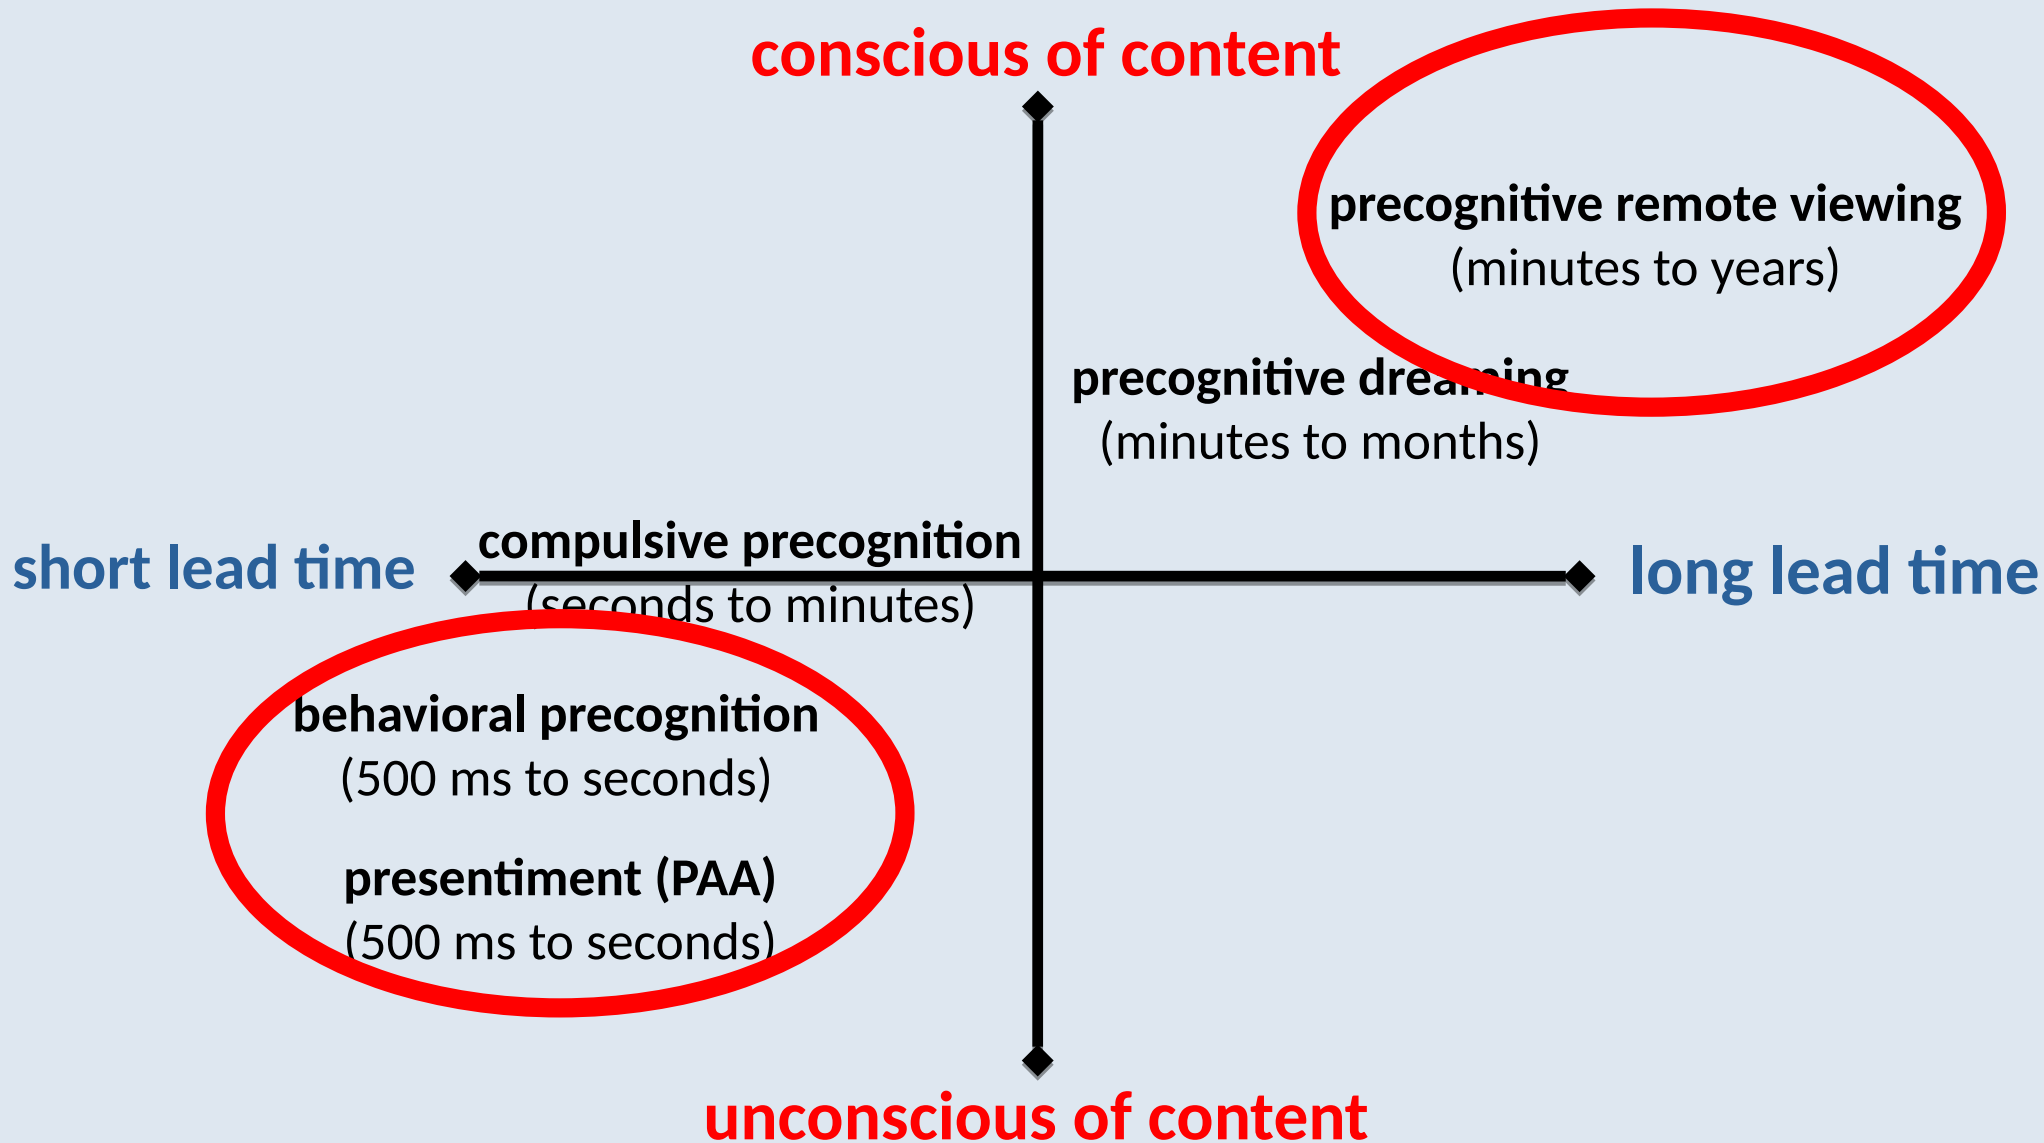 conscious of content
precognitive remote viewing
(minutes to years)
precognitive dreaming
(minutes to months)
compulsive precognition
short lead time
long lead time
(seconds to minutes)
behavioral precognition
(500 ms to seconds)
presentiment (PAA)
(500 ms to seconds)
unconscious of content